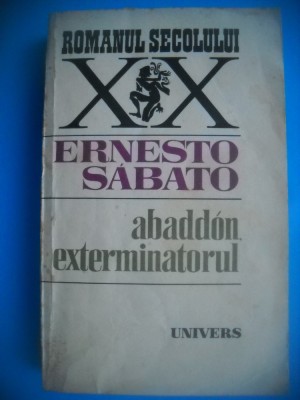 ROMANUL SECOLULUI
XX
ERNESTO
SÁBATO
abaddón,
exterminatorul
UNIVERS